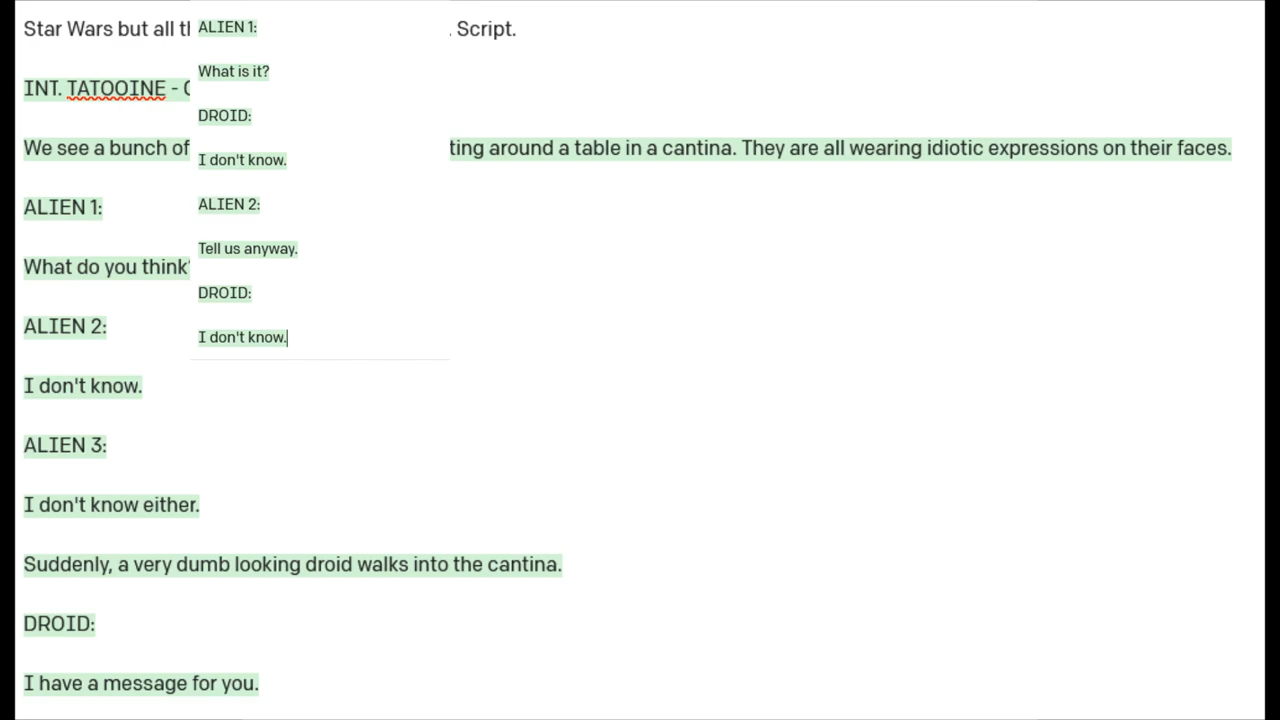 Star Wars but all th
. Script.
INT. TATOOINE - C
We see a bunch of
ting around a table in a cantina. They are all wearing idiotic expressions on their faces.
ALIEN 1:
What do you think?
ALIEN 2:
I don't know.
ALIEN 3:
I don't know either.
Suddenly, a very dumb looking droid walks into the cantina.
DROID:
I have a message for you.
ALIEN 1:
What is it?
DROID:
I don't know.
ALIEN 2:
Tell us anyway.
DROID:
I don't know.